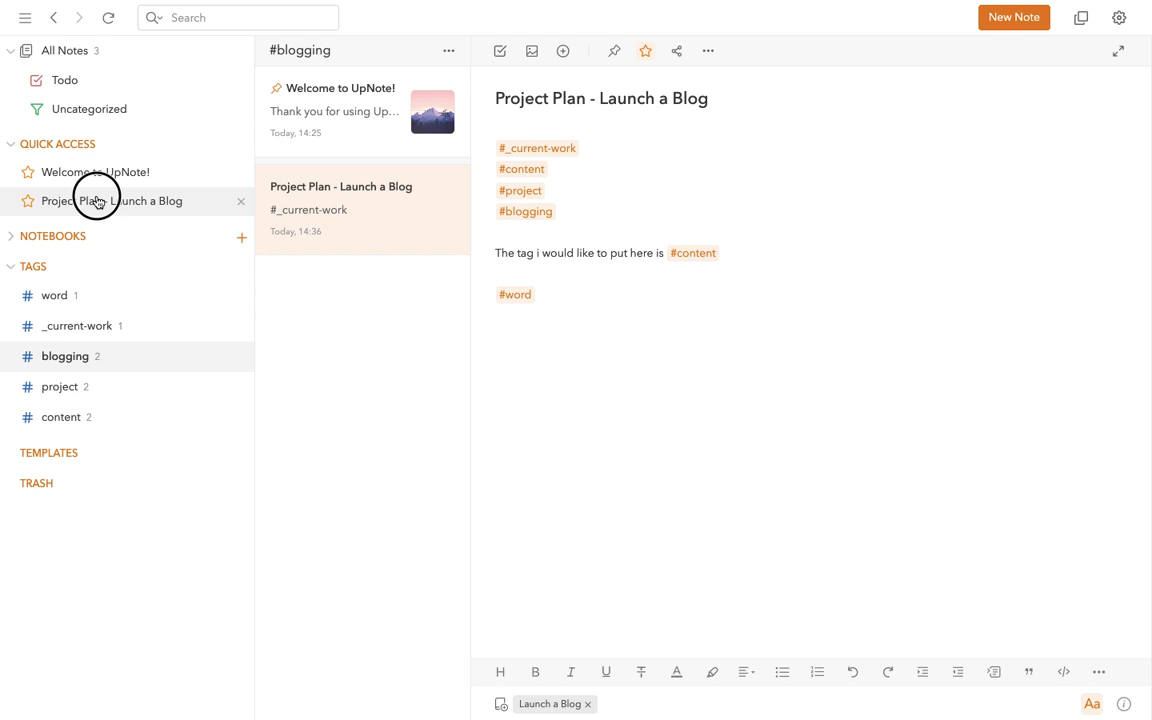 Search
New Note
All Notes 3
Todo
Uncategorized
QUICK ACCESS
Welcome to UpNote!
Project Plan - Launch a Blog
NOTEBOOKS
TAGS
# word 1
# _current-work 1
# blogging 2
# project 2
# content 2
TEMPLATES
TRASH
#blogging
Welcome to UpNote!
Thank you for using Up...
Today, 14:25
Project Plan - Launch a Blog
#_current-work
Today, 14:36
Project Plan - Launch a Blog
#_current-work
#content
#project
#blogging
The tag i would like to put here is #content
#word
H B I U T A
Launch a Blog
Aa